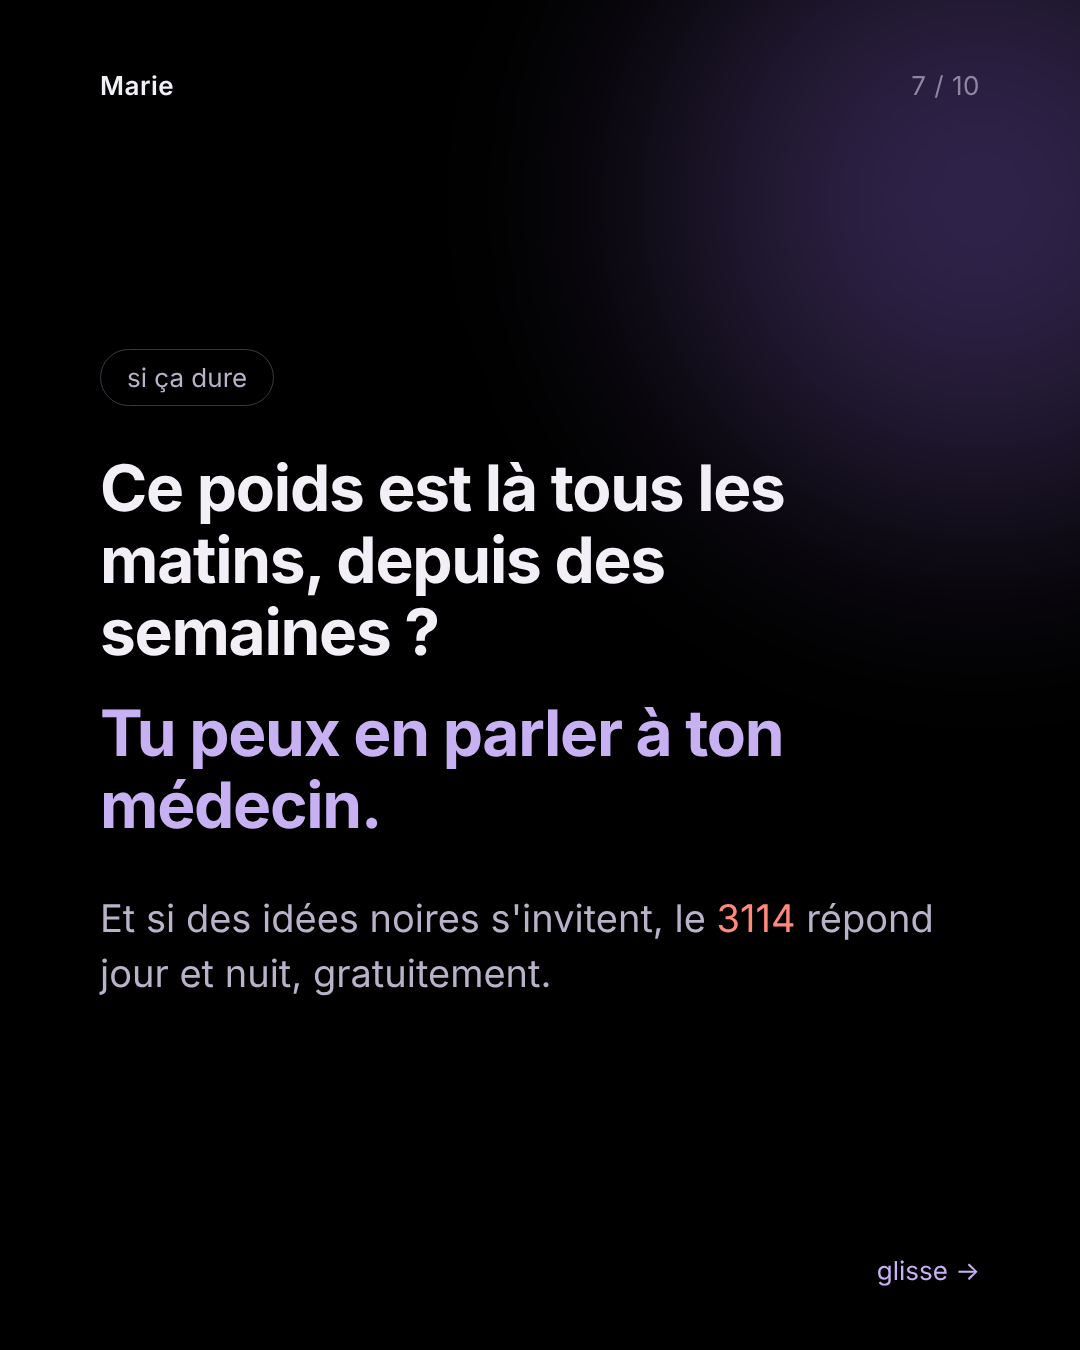 Marie
7 / 10
si ça dure
Ce poids est là tous les
matins, depuis des
semaines ?
Tu peux en parler à ton
médecin.
Et si des idées noires s'invitent, le 3114 répond
jour et nuit, gratuitement.
glisse →